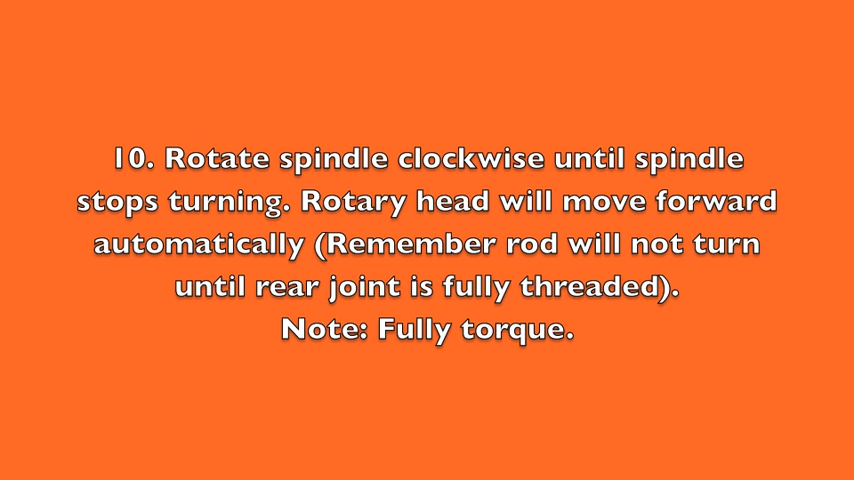 10. Rotate spindle clockwise until spindle
stops turning. Rotary head will move forward
automatically (Remember rod will not turn
until rear joint is fully threaded).
Note: Fully torque.